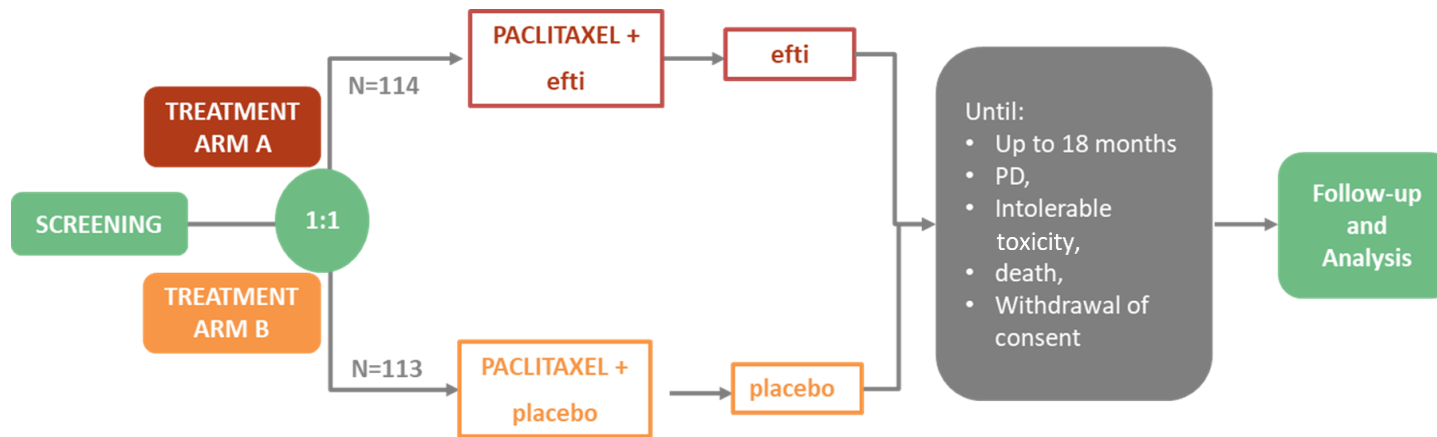 SCREENING
TREATMENT
ARM A
1:1
TREATMENT
ARM B
N=114
PACLITAXEL +
efti
efti
N=113
PACLITAXEL +
placebo
placebo
Until:
• Up to 18 months
• PD,
• Intolerable
toxicity,
• death,
• Withdrawal of
consent
Follow-up
and
Analysis